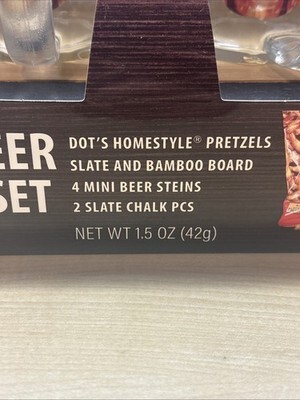 EER
SET
DOT'S HOMESTYLE® PRETZELS
SLATE AND BAMBOO BOARD
4 MINI BEER STEINS
2 SLATE CHALK PCS
NET WT 1.5 OZ (42g)